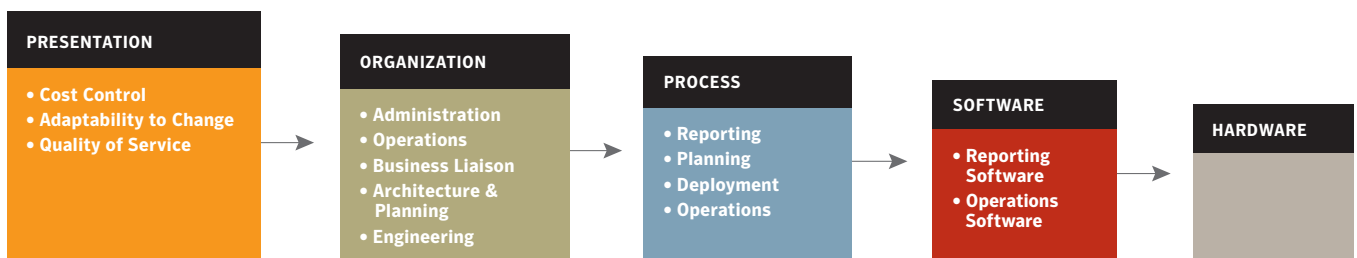 PRESENTATION
• Cost Control
• Adaptability to Change
• Quality of Service
ORGANIZATION
• Administration
• Operations
• Business Liaison
• Architecture &
Planning
• Engineering
PROCESS
• Reporting
• Planning
• Deployment
• Operations
SOFTWARE
• Reporting
Software
• Operations
Software
HARDWARE